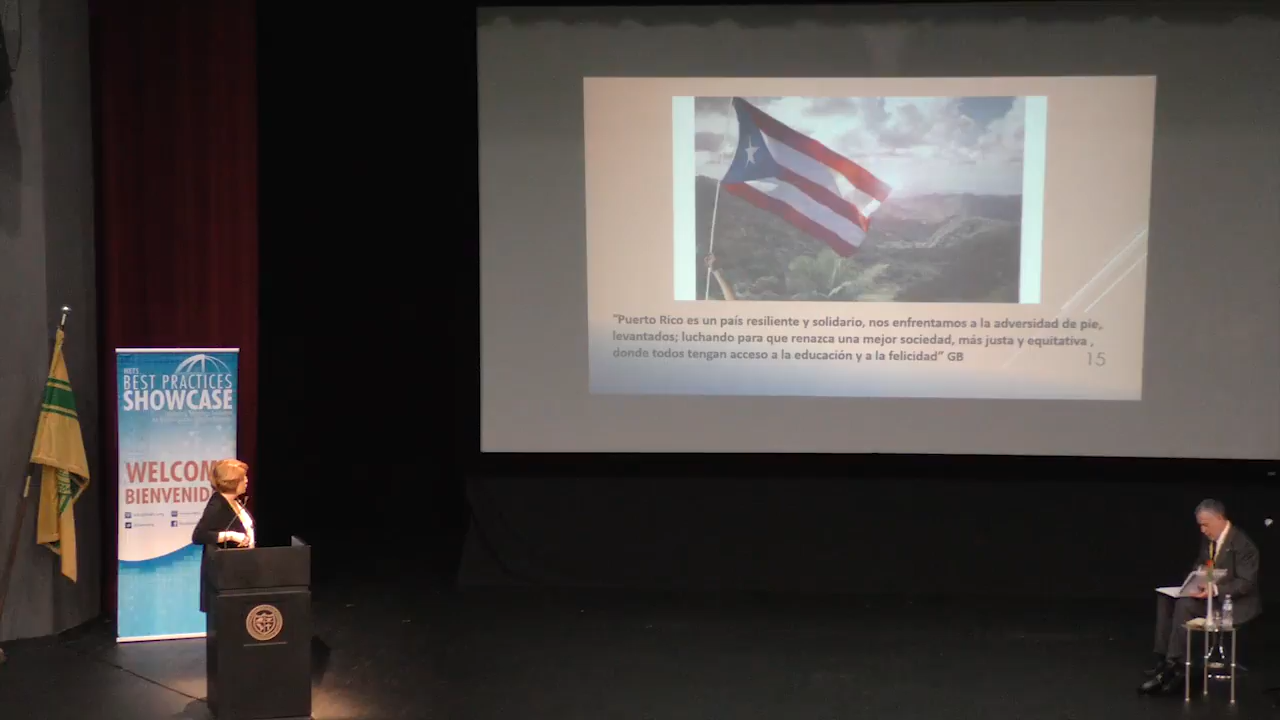 "Puerto Rico es un país resiliente y solidario, nos enfrentamos a la adversidad de pie,
levantados; luchando para que renazca una mejor sociedad, más justa y equitativa ,
donde todos tengan acceso a la educación y a la felicidad" GB
15
HETS
BEST PRACTICES
SHOWCASE
WELCOM
BIENVENID